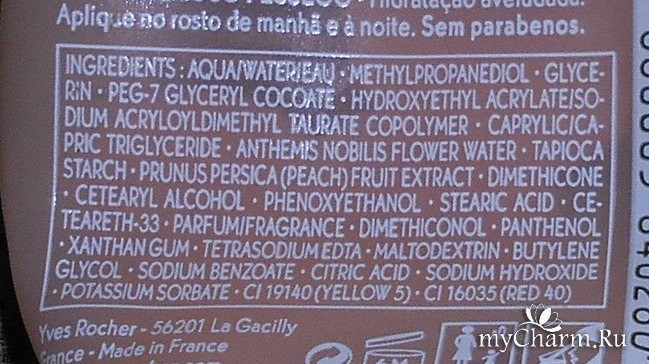 Hidratação aveludada.
Aplique no rosto de manhã e à noite. Sem parabenos.
INGREDIENTS : AQUA/WATER/EAU · METHYLPROPANEDIOL · GLYCE-
RIN · PEG-7 GLYCERYL COCOATE · HYDROXYETHYL ACRYLATE/SO-
DIUM ACRYLOYLDIMETHYL TAURATE COPOLYMER · CAPRYLIC/CA-
PRIC TRIGLYCERIDE · ANTHEMIS NOBILIS FLOWER WATER · TAPIOCA
STARCH · PRUNUS PERSICA (PEACH) FRUIT EXTRACT · DIMETHICONE
· CETEARYL ALCOHOL · PHENOXYETHANOL · STEARIC ACID · CE-
TEARETH-33 · PARFUM/FRAGRANCE · DIMETHICONOL · PANTHENOL
· XANTHAN GUM · TETRASODIUM EDTA · MALTODEXTRIN · BUTYLENE
GLYCOL · SODIUM BENZOATE · CITRIC ACID · SODIUM HYDROXIDE
· POTASSIUM SORBATE · CI 19140 (YELLOW 5) · CI 16035 (RED 40)
Yves Rocher - 56201 La Gacilly
France - Made in France
6M
myCharm.Ru